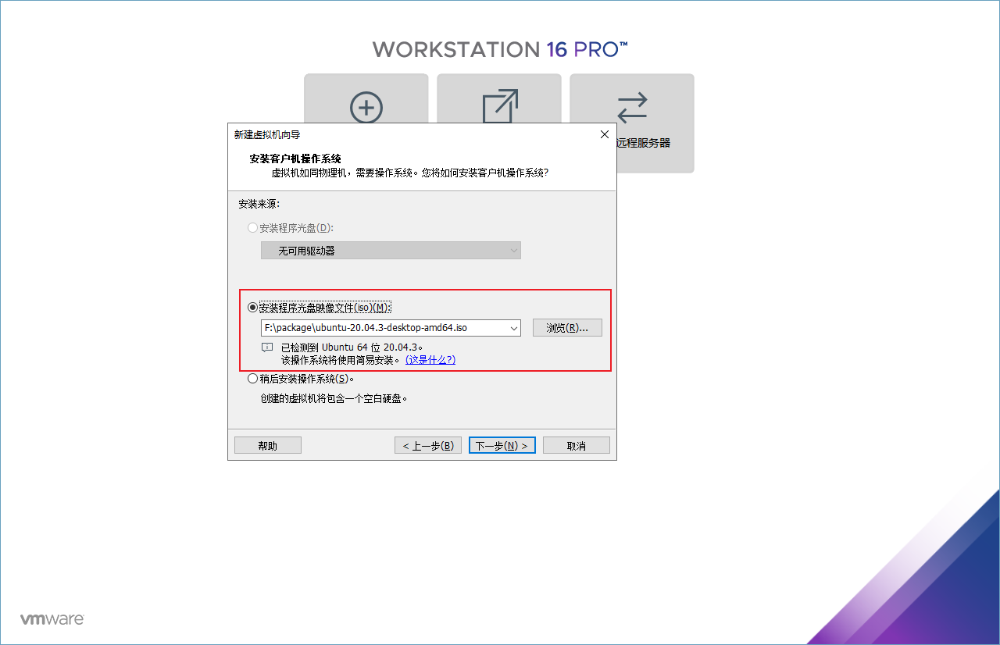 WORKSTATION 16 PRO™
远程服务器
新建虚拟机向导
安装客户机操作系统
虚拟机如同物理机，需要操作系统。您将如何安装客户机操作系统?
安装来源:
安装程序光盘(D):
无可用驱动器
安装程序光盘映像文件(iso)(M):
F:\package\ubuntu-20.04.3-desktop-amd64.iso
浏览(R)...
已检测到 Ubuntu 64 位 20.04.3。
该操作系统将使用简易安装。 (这是什么?)
稍后安装操作系统(S)。
创建的虚拟机将包含一个空白硬盘。
帮助
< 上一步(B)
下一步(N) >
取消
vmware